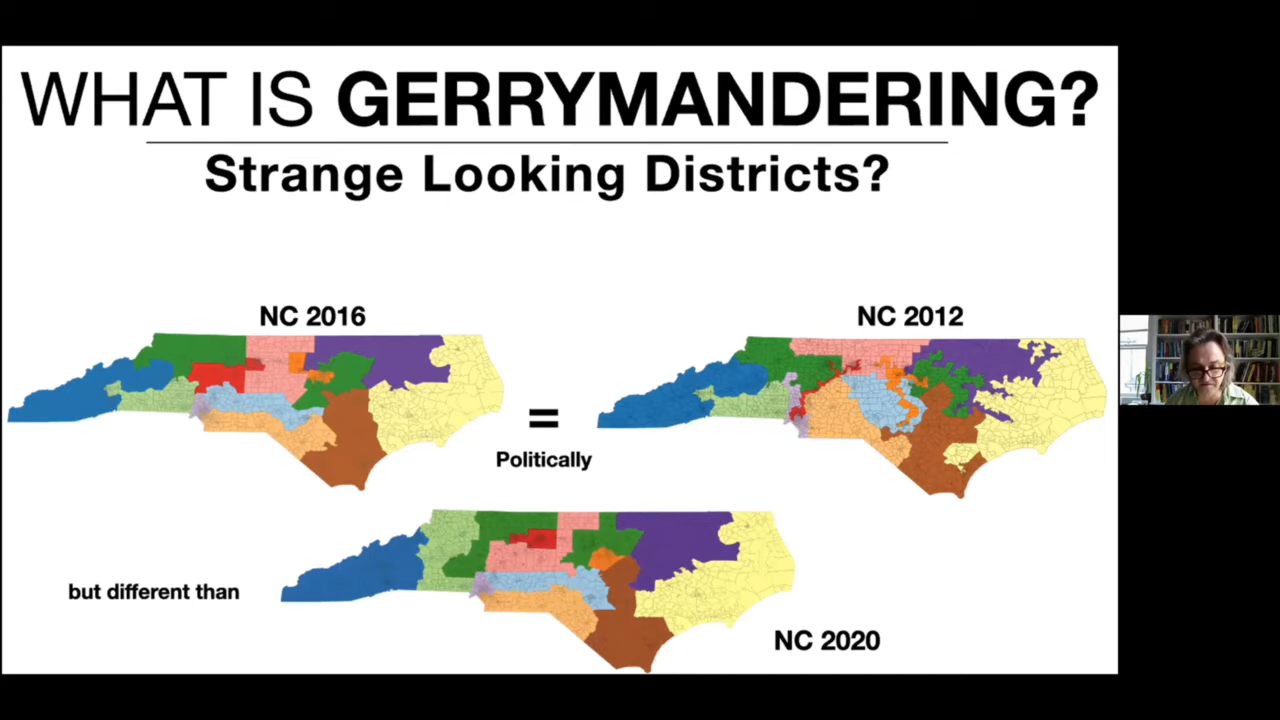 WHAT IS GERRYMANDERING?
Strange Looking Districts?
NC 2016
NC 2012
=
Politically
but different than
NC 2020